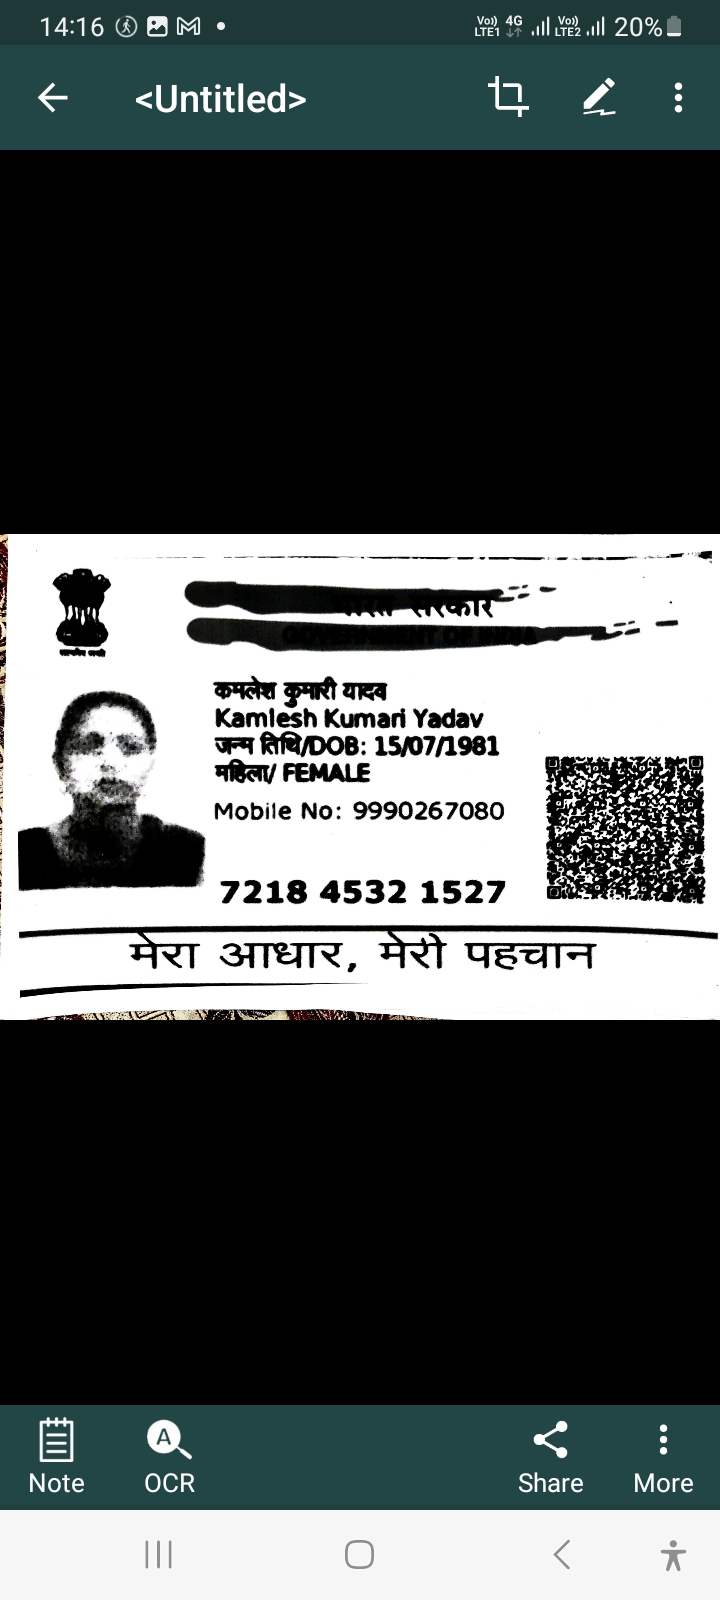 14:16
Vo)) LTE1 4G Vo)) LTE2 20%
<Untitled>
भारत सरकार
GOVERNMENT OF INDIA
कमलेश कुमारी यादव
Kamlesh Kumari Yadav
जन्म तिथि/DOB: 15/07/1981
महिला/ FEMALE
Mobile No: 9990267080
7218 4532 1527
मेरा आधार, मेरी पहचान
Note OCR Share More